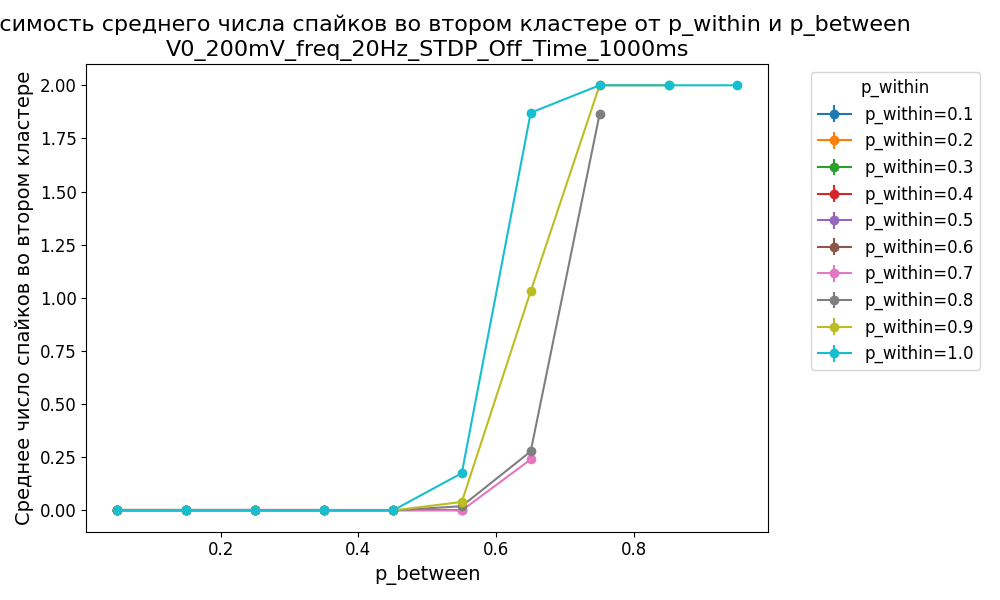 симость среднего числа спайков во втором кластере от p_within и p_between
V0_200mV_freq_20Hz_STDP_Off_Time_1000ms
Среднее число спайков во втором кластере
2.00
1.75
1.50
1.25
1.00
0.75
0.50
0.25
0.00
0.2
0.4
0.6
0.8
p_between
p_within
p_within=0.1
p_within=0.2
p_within=0.3
p_within=0.4
p_within=0.5
p_within=0.6
p_within=0.7
p_within=0.8
p_within=0.9
p_within=1.0